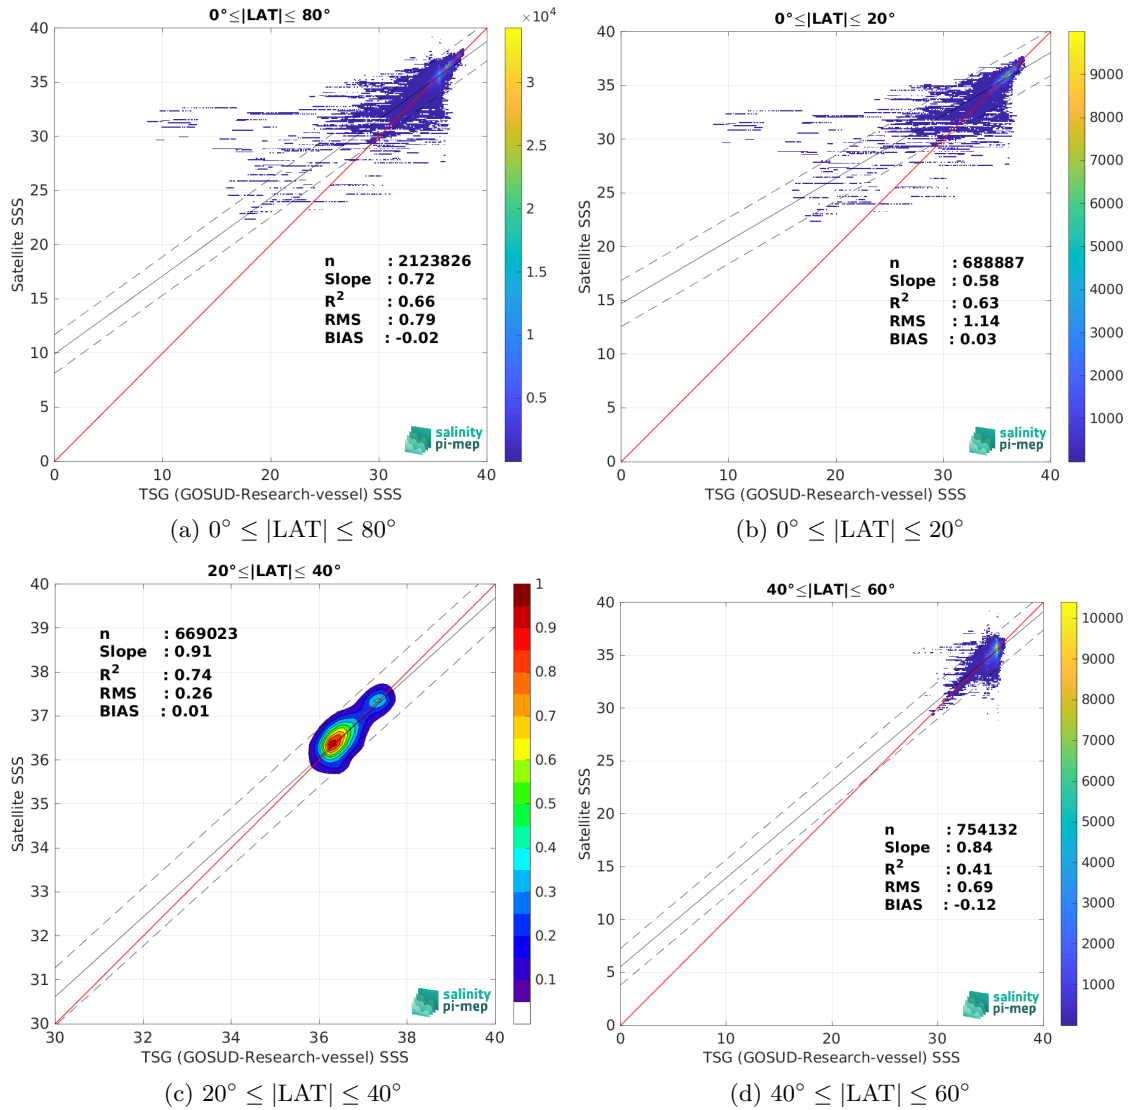 0°≤|LAT|≤ 80°
×10⁴
Satellite SSS
40
35
30
25
20
15
10
5
0
n : 2123826
Slope : 0.72
R² : 0.66
RMS : 0.79
BIAS : -0.02
salinity
pi-mep
0 10 20 30 40
TSG (GOSUD-Research-vessel) SSS
3
2.5
2
1.5
1
0.5
(a) 0° ≤ |LAT| ≤ 80°
0°≤|LAT|≤ 20°
Satellite SSS
40
35
30
25
20
15
10
5
0
n : 688887
Slope : 0.58
R² : 0.63
RMS : 1.14
BIAS : 0.03
salinity
pi-mep
0 10 20 30 40
TSG (GOSUD-Research-vessel) SSS
9000
8000
7000
6000
5000
4000
3000
2000
1000
(b) 0° ≤ |LAT| ≤ 20°
20°≤|LAT|≤ 40°
Satellite SSS
40
39
38
37
36
35
34
33
32
31
30
n : 669023
Slope : 0.91
R² : 0.74
RMS : 0.26
BIAS : 0.01
salinity
pi-mep
30 32 34 36 38 40
TSG (GOSUD-Research-vessel) SSS
1
0.9
0.8
0.7
0.6
0.5
0.4
0.3
0.2
0.1
(c) 20° ≤ |LAT| ≤ 40°
40°≤|LAT|≤ 60°
Satellite SSS
40
35
30
25
20
15
10
5
0
n : 754132
Slope : 0.84
R² : 0.41
RMS : 0.69
BIAS : -0.12
salinity
pi-mep
0 10 20 30 40
TSG (GOSUD-Research-vessel) SSS
10000
9000
8000
7000
6000
5000
4000
3000
2000
1000
(d) 40° ≤ |LAT| ≤ 60°